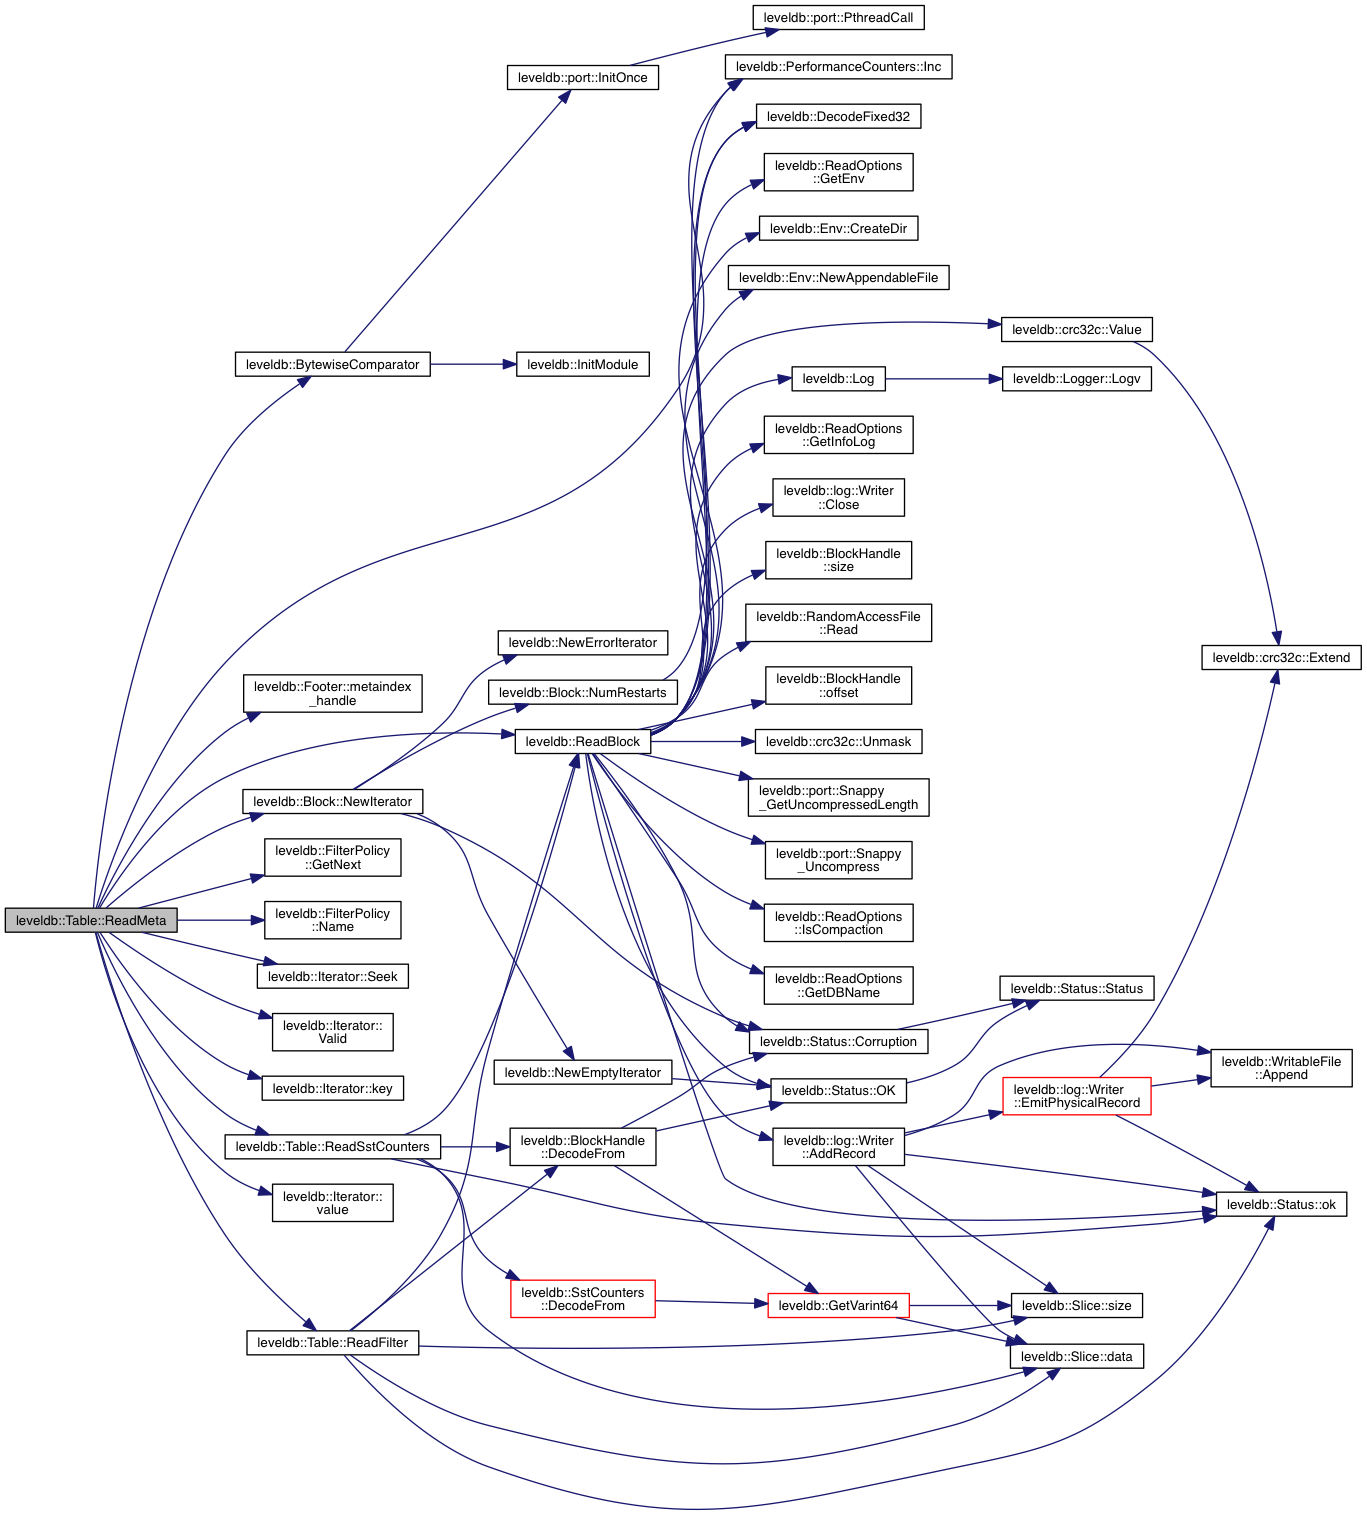 leveldb::port::PthreadCall
leveldb::port::InitOnce
leveldb::PerformanceCounters::Inc
leveldb::DecodeFixed32
leveldb::ReadOptions
::GetEnv
leveldb::Env::CreateDir
leveldb::Env::NewAppendableFile
leveldb::crc32c::Value
leveldb::BytewiseComparator
leveldb::InitModule
leveldb::Log
leveldb::Logger::Logv
leveldb::ReadOptions
::GetInfoLog
leveldb::log::Writer
::Close
leveldb::BlockHandle
::size
leveldb::RandomAccessFile
::Read
leveldb::NewErrorIterator
leveldb::crc32c::Extend
leveldb::Footer::metaindex
_handle
leveldb::Block::NumRestarts
leveldb::BlockHandle
::offset
leveldb::ReadBlock
leveldb::crc32c::Unmask
leveldb::Block::NewIterator
leveldb::port::Snappy
_GetUncompressedLength
leveldb::FilterPolicy
::GetNext
leveldb::port::Snappy
_Uncompress
leveldb::Table::ReadMeta
leveldb::FilterPolicy
::Name
leveldb::ReadOptions
::IsCompaction
leveldb::Iterator::Seek
leveldb::ReadOptions
::GetDBName
leveldb::Status::Status
leveldb::Iterator::
Valid
leveldb::Status::Corruption
leveldb::NewEmptyIterator
leveldb::WritableFile
::Append
leveldb::Iterator::key
leveldb::Status::OK
leveldb::log::Writer
::EmitPhysicalRecord
leveldb::Table::ReadSstCounters
leveldb::BlockHandle
::DecodeFrom
leveldb::log::Writer
::AddRecord
leveldb::Iterator::
value
leveldb::Status::ok
leveldb::SstCounters
::DecodeFrom
leveldb::GetVarint64
leveldb::Slice::size
leveldb::Table::ReadFilter
leveldb::Slice::data